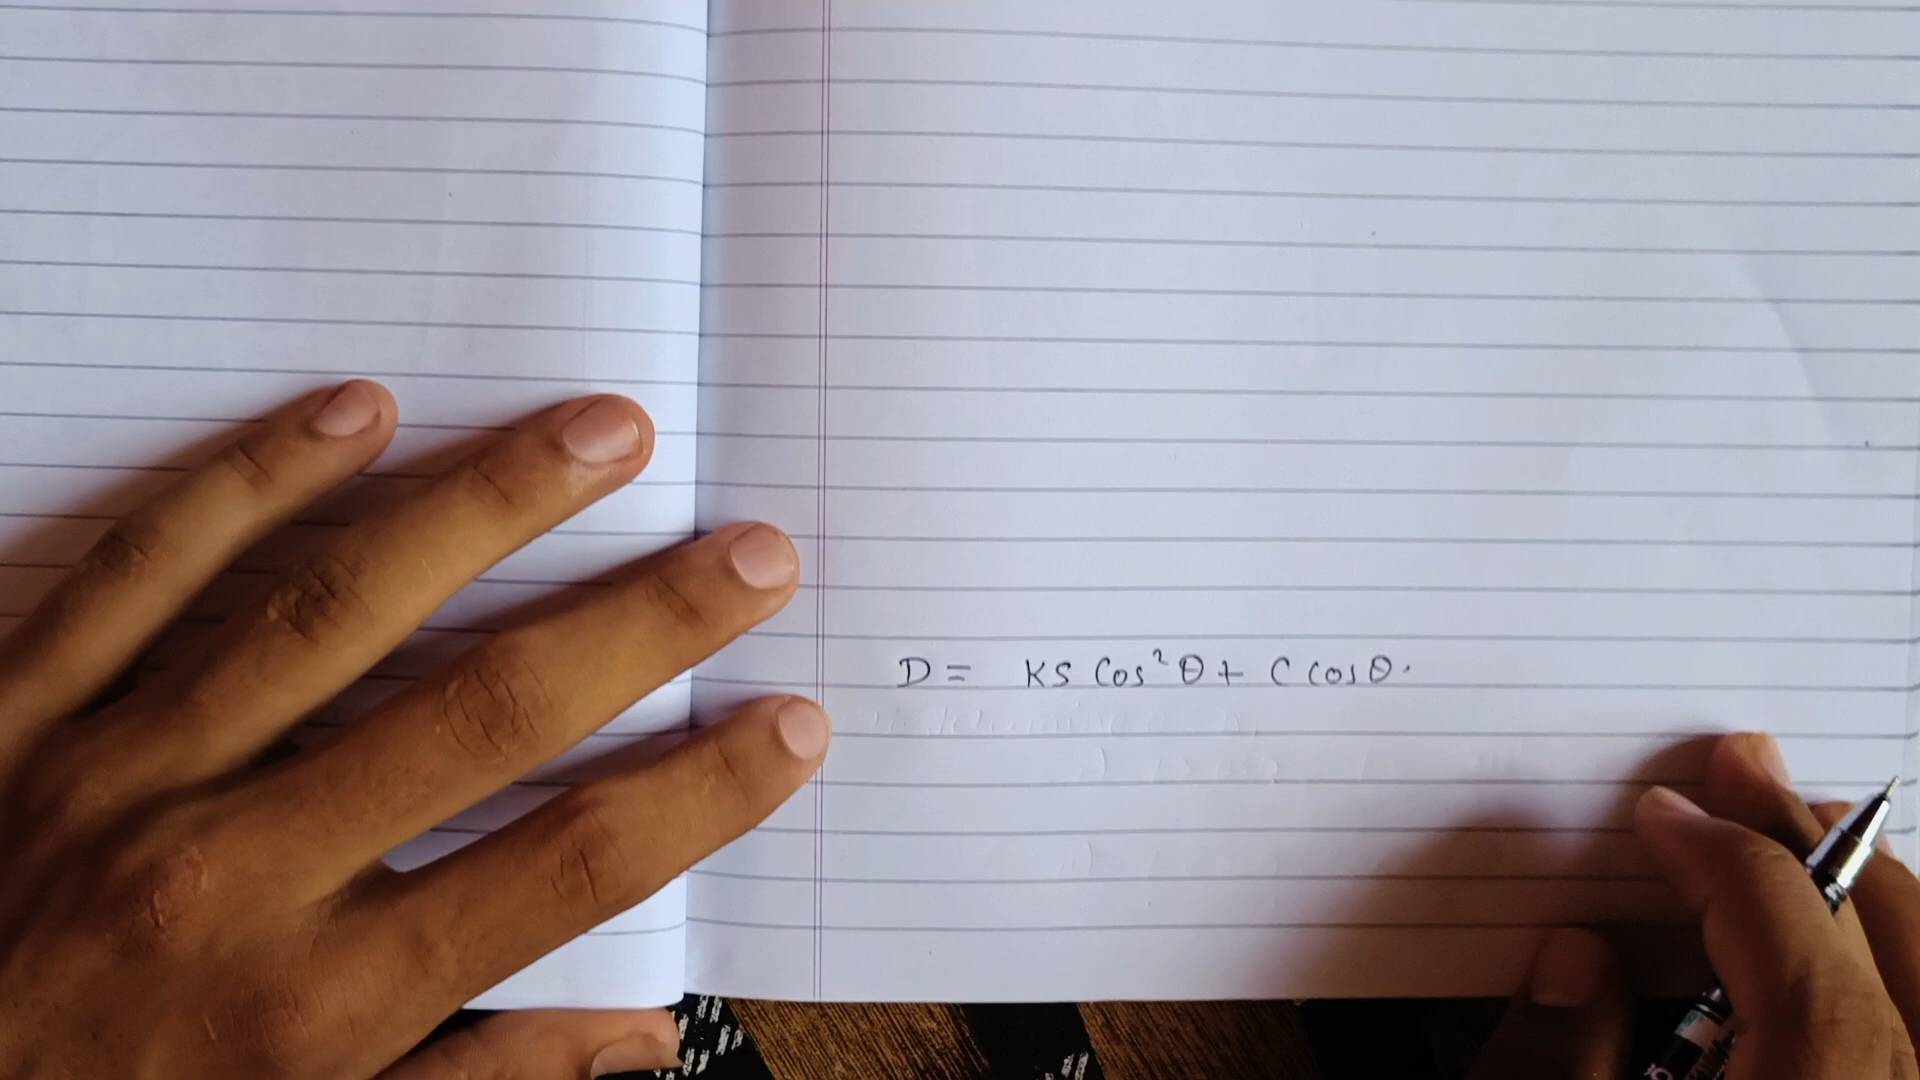 D = KS Cos²θ + C cosθ.